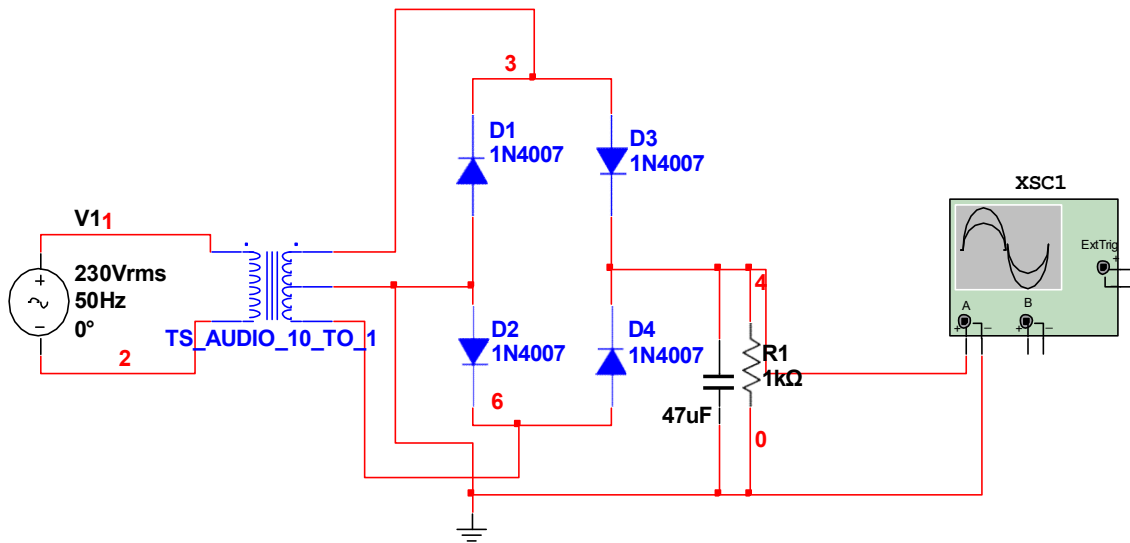 3
D1
1N4007
D3
1N4007
XSC1
V1 1
ExtTrig
+
230Vrms
50Hz
0°
+
−
TS_AUDIO_10_TO_1
2
4
A
B
+
−
+
−
D2
1N4007
D4
1N4007
R1
1kΩ
6
47uF
0